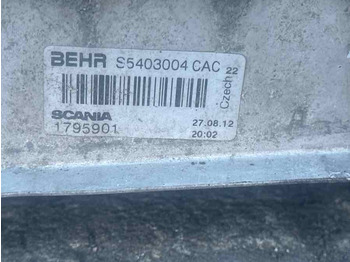 BEHR S5403004 CAC 22
Czech
SCANIA
1795901
27.08.12
20:02